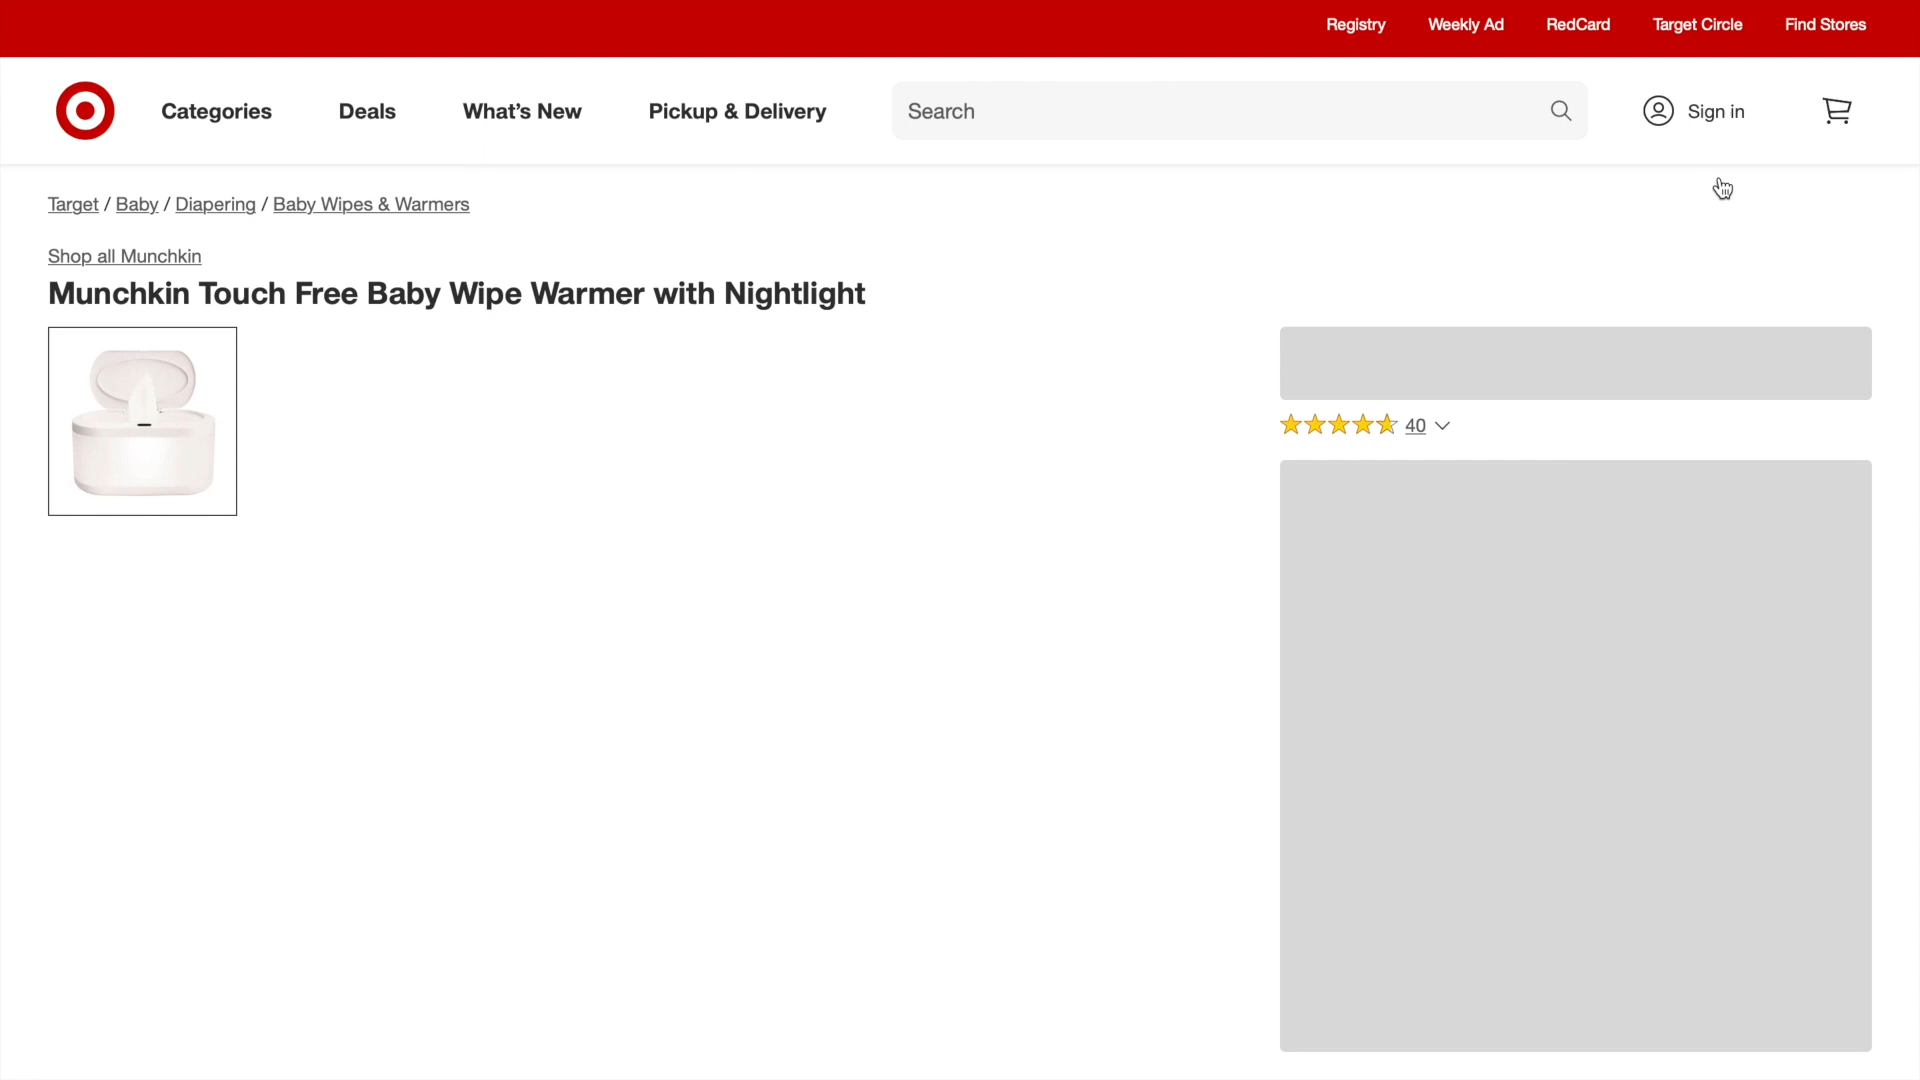 Registry Weekly Ad RedCard Target Circle Find Stores
Categories Deals What’s New Pickup & Delivery Search Sign in
Target / Baby / Diapering / Baby Wipes & Warmers
Shop all Munchkin
Munchkin Touch Free Baby Wipe Warmer with Nightlight
40